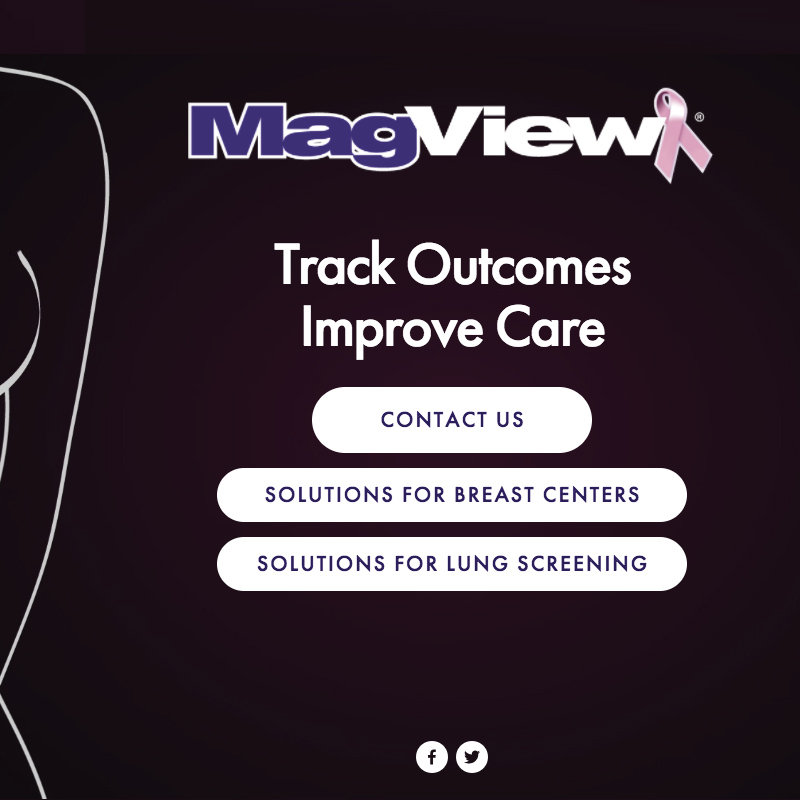 MagView®
Track Outcomes
Improve Care
CONTACT US
SOLUTIONS FOR BREAST CENTERS
SOLUTIONS FOR LUNG SCREENING